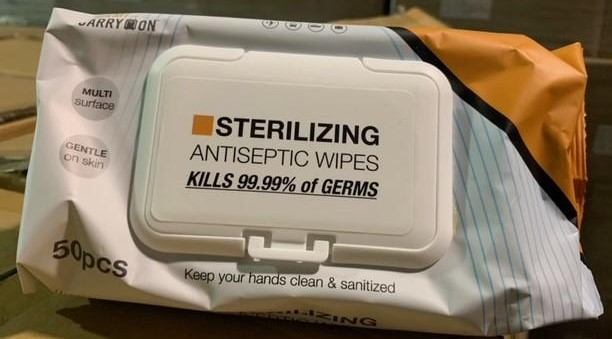 CARRY ON
MULTI
surface
GENTLE
on skin
STERILIZING
ANTISEPTIC WIPES
KILLS 99.99% of GERMS
50pcs
Keep your hands clean & sanitized
STERILIZING